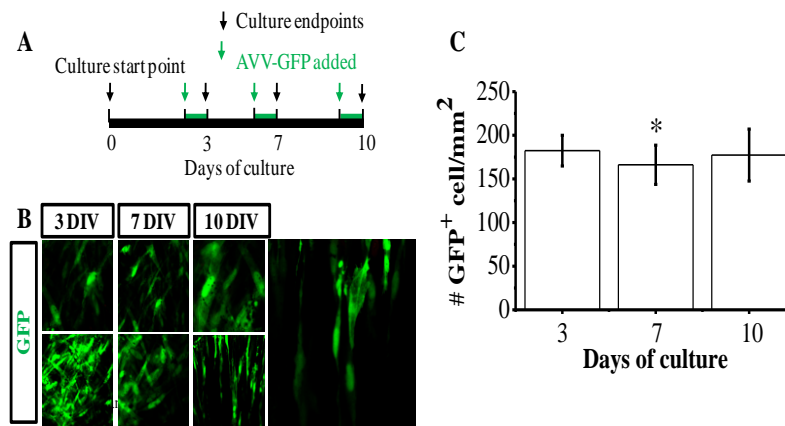 A
Culture endpoints
AVV-GFP added
Culture start point
0 3 7 10
Days of culture
B
3 DIV 7 DIV 10 DIV
GFP
C
# GFP+ cell/mm2
250
200
150
100
50
0
*
3 7 10
Days of culture